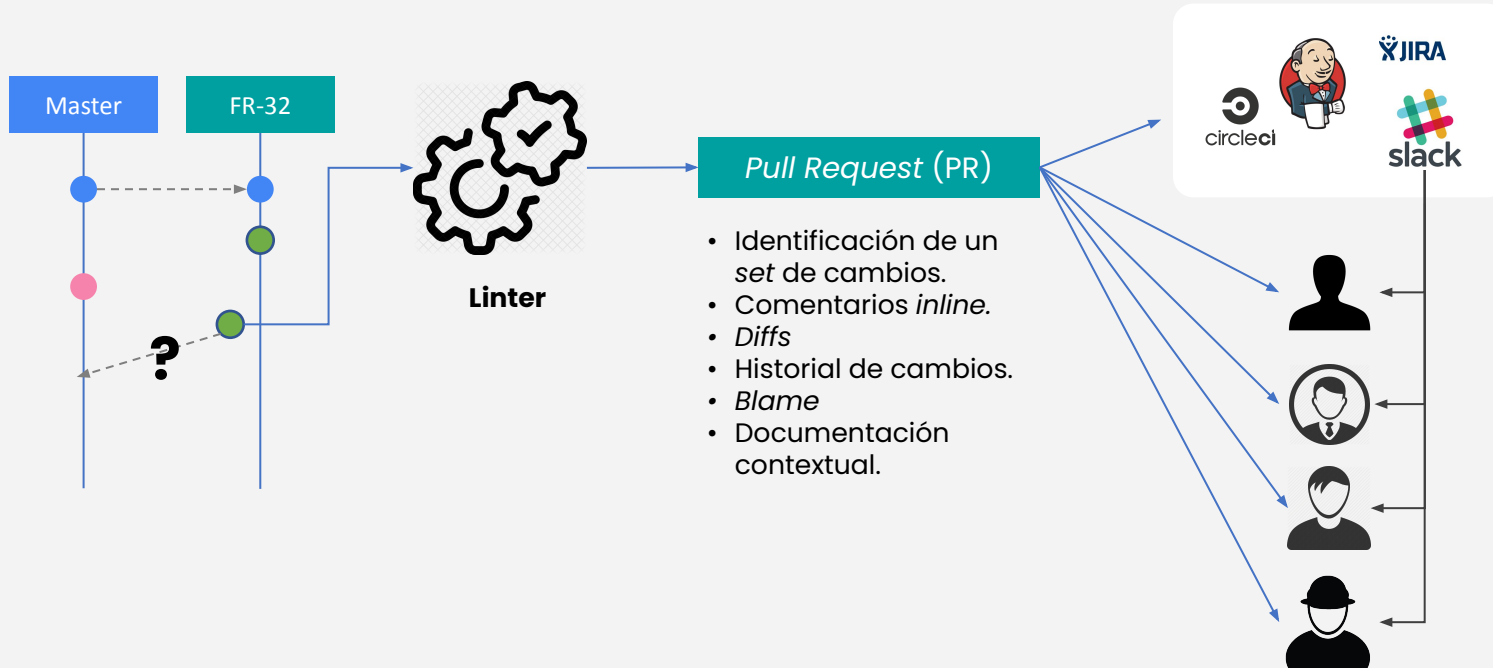 Master
FR-32
?
Linter
Pull Request (PR)
• Identificación de un
set de cambios.
• Comentarios inline.
• Diffs
• Historial de cambios.
• Blame
• Documentación
contextual.
JIRA
circleci
slack